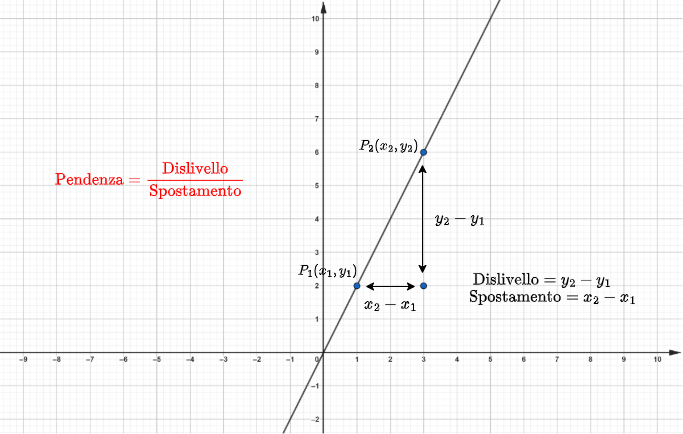 10
9
8
7
6
5
4
3
2
1
−1
−2
−9 −8 −7 −6 −5 −4 −3 −2 −1 0 1 2 3 4 5 6 7 8 9 10
P₂(x₂, y₂)
Pendenza = Dislivello / Spostamento
y₂ − y₁
P₁(x₁, y₁)
x₂ − x₁
Dislivello = y₂ − y₁
Spostamento = x₂ − x₁